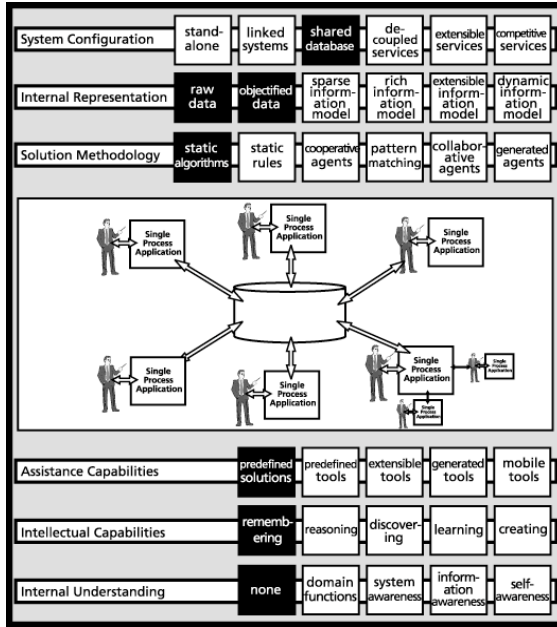 System Configuration
stand-
alone
linked
systems
shared
database
de-
coupled
services
extensible
services
competitive
services
Internal Representation
raw
data
objectified
data
sparse
inform-
ation
model
rich
inform-
ation
model
extensible
inform-
ation
model
dynamic
inform-
ation
model
Solution Methodology
static
algorithms
static
rules
cooperative
agents
pattern
matching
collabor-
ative
agents
generated
agents
Single
Process
Application
Single
Process
Application
Single
Process
Application
Single
Process
Application
Single
Process
Application
Single
Process
Application
Single
Process
Application
Single
Process
Application
Assistance Capabilities
predefined
solutions
predefined
tools
extensible
tools
generated
tools
mobile
tools
Intellectual Capabilities
rememb-
ering
reasoning
discover-
ing
learning
creating
Internal Understanding
none
domain
functions
system
awareness
inform-
ation
awareness
self-
awareness